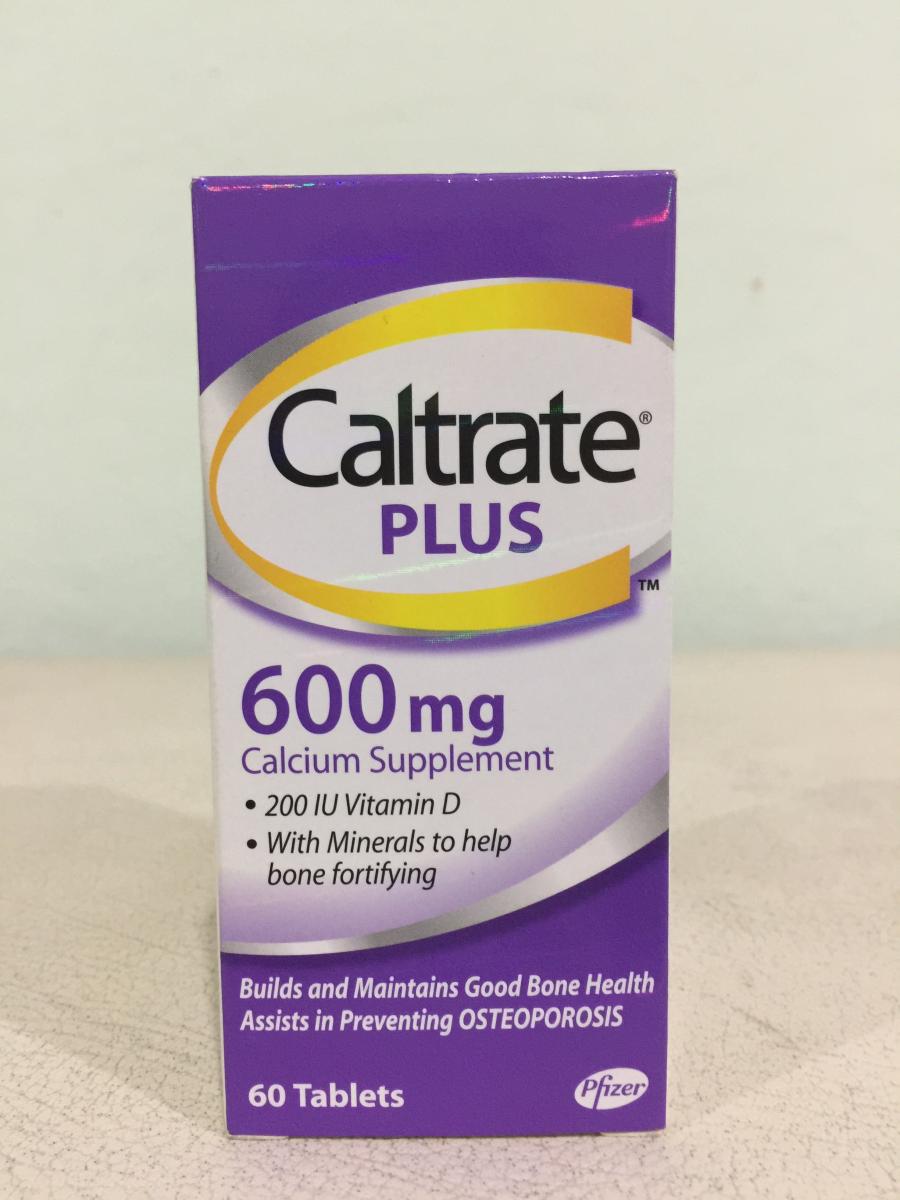 Caltrate®
PLUS
TM
600 mg
Calcium Supplement
• 200 IU Vitamin D
• With Minerals to help
bone fortifying
Builds and Maintains Good Bone Health
Assists in Preventing OSTEOPOROSIS
60 Tablets
Pfizer